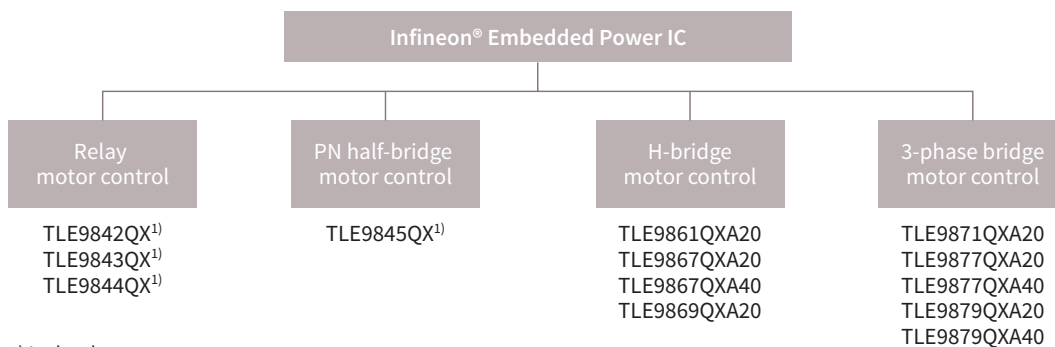 Infineon® Embedded Power IC
Relay
motor control
PN half-bridge
motor control
H-bridge
motor control
3-phase bridge
motor control
TLE9842QX1)
TLE9843QX1)
TLE9844QX1)
TLE9845QX1)
TLE9861QXA20
TLE9867QXA20
TLE9867QXA40
TLE9869QXA20
TLE9871QXA20
TLE9877QXA20
TLE9877QXA40
TLE9879QXA20
TLE9879QXA40